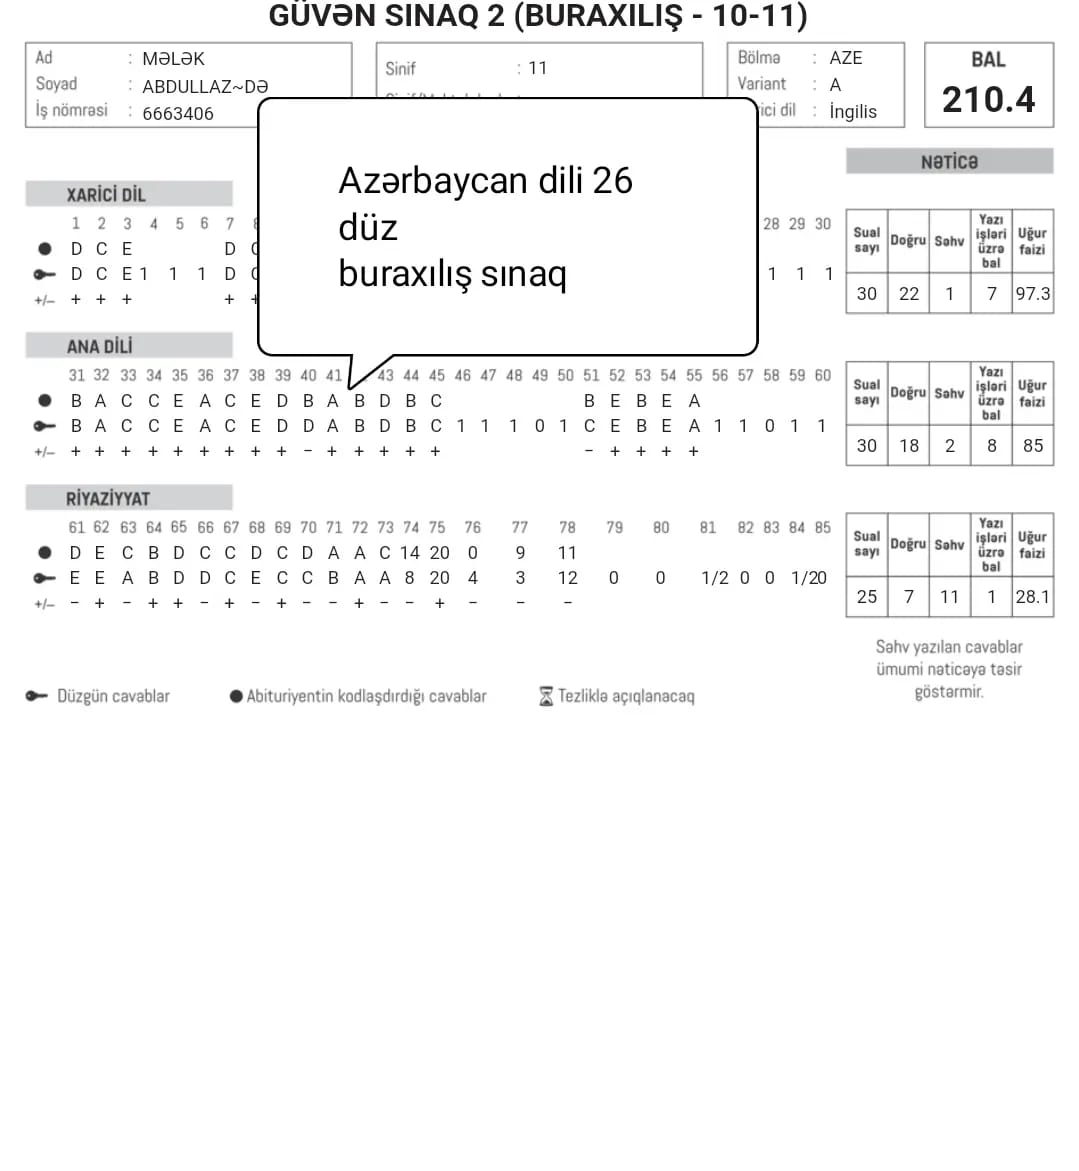 GÜVƏN SINAQ 2 (BURAXILIŞ - 10-11)
Ad : MƏLƏK
Soyad : ABDULLAZ~DƏ
İş nömrəsi : 6663406
Sinif : 11
Bölmə : AZE
Variant : A
dil : İngilis
BAL
210.4
Azərbaycan dili 26
düz
buraxılış sınaq
NƏTİCƏ
XARİCİ DİL
1 2 3 4 5 6 7 28 29 30
D C E D
D C E 1 1 1 D 1 1 1
+/– + + + + +
Sual sayı Doğru Səhv Yazı işləri üzrə bal Uğur faizi
30 22 1 7 97.3
ANA DİLİ
31 32 33 34 35 36 37 38 39 40 41 43 44 45 46 47 48 49 50 51 52 53 54 55 56 57 58 59 60
B A C C E A C E D B A B D B C B E B E A
B A C C E A C E D D A B D B C 1 1 1 0 1 C E B E A 1 1 0 1 1
+/– + + + + + + + + + – + + + + + – + + + +
Sual sayı Doğru Səhv Yazı işləri üzrə bal Uğur faizi
30 18 2 8 85
RİYAZİYYAT
61 62 63 64 65 66 67 68 69 70 71 72 73 74 75 76 77 78 79 80 81 82 83 84 85
D E C B D C C D C D A A C 14 20 0 9 11
E E A B D D C E C C B A A 8 20 4 3 12 0 0 1/2 0 0 1/20
+/– – + – + + – + – + – – + – – + – – –
Sual sayı Doğru Səhv Yazı işləri üzrə bal Uğur faizi
25 7 11 1 28.1
Səhv yazılan cavablar
ümumi nəticəyə təsir
göstərmir.
Düzgün cavablar
Abituriyentin kodlaşdırdığı cavablar
Tezliklə açıqlanacaq